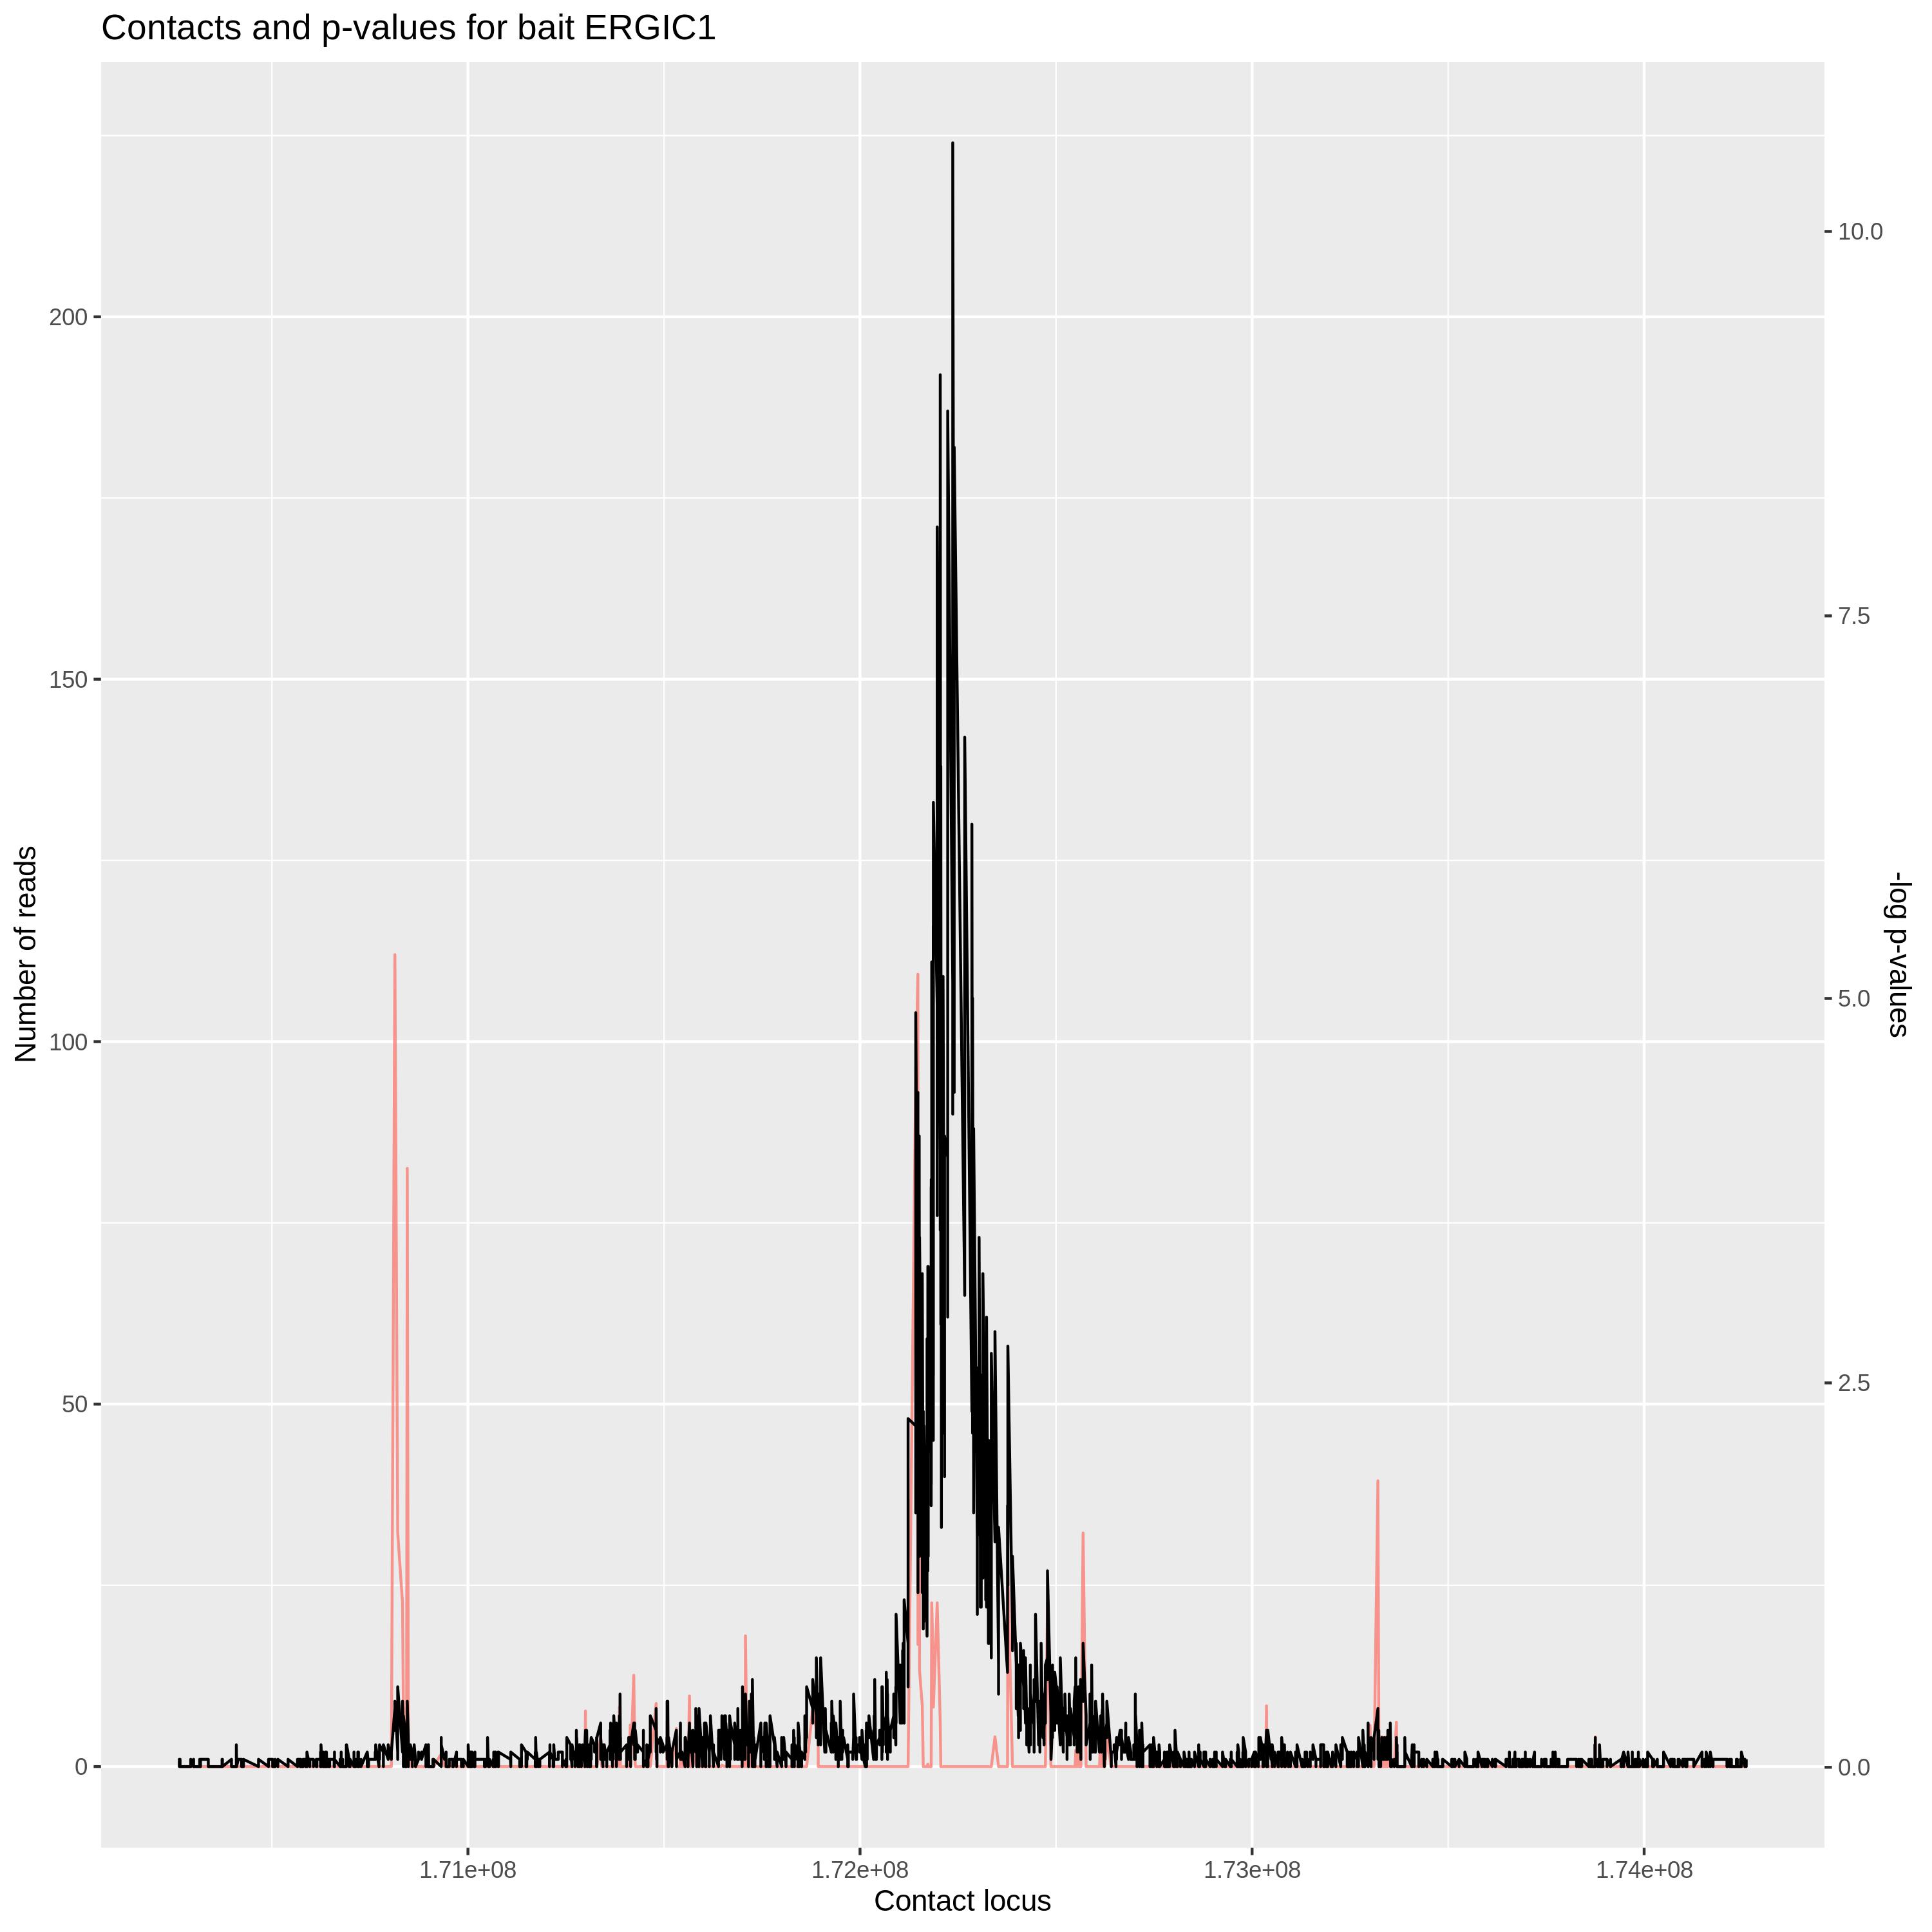 Contacts and p-values for bait ERGIC1
Number of reads
200
150
100
50
0
10.0
7.5
5.0
2.5
0.0
-log p-values
1.71e+08
1.72e+08
1.73e+08
1.74e+08
Contact locus